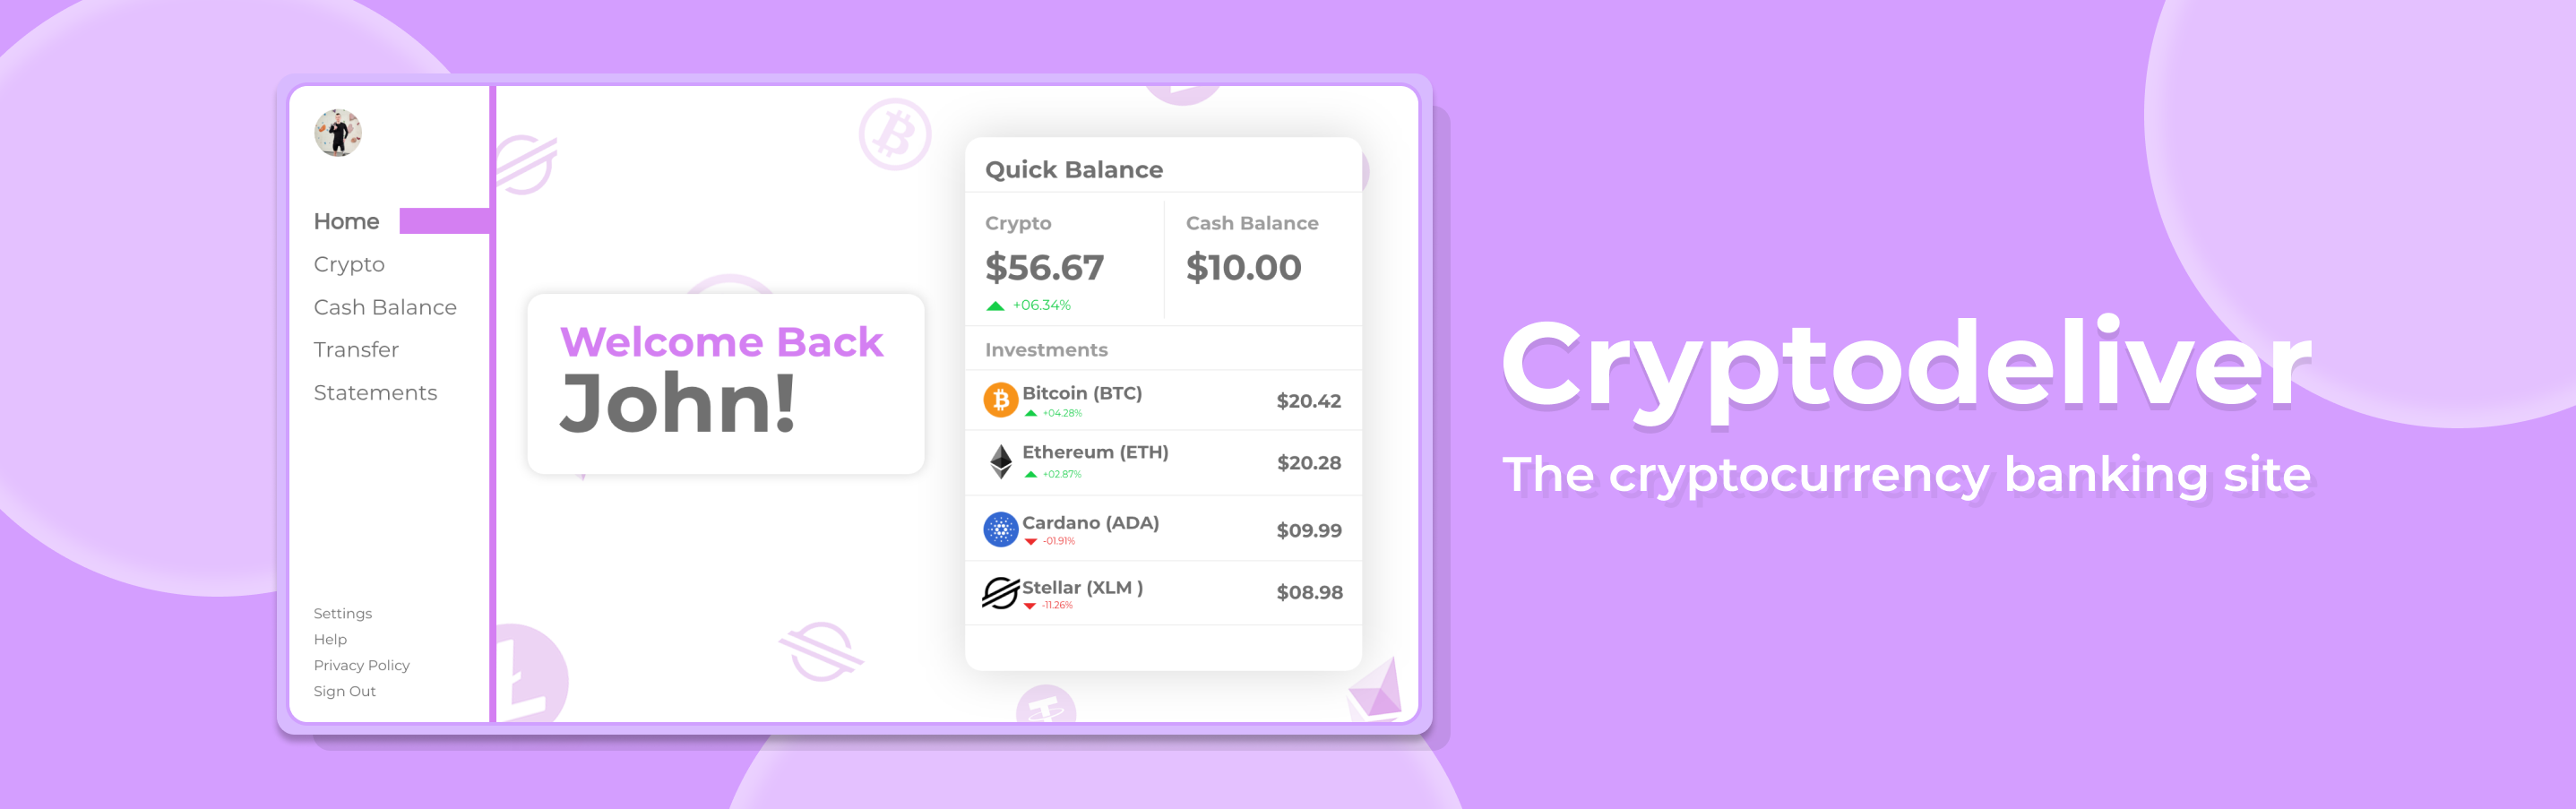 Home
Crypto
Cash Balance
Transfer
Statements
Settings
Help
Privacy Policy
Sign Out
Welcome Back
John!
Quick Balance
Crypto
$56.67
+06.34%
Cash Balance
$10.00
Investments
Bitcoin (BTC)
+04.28%
$20.42
Ethereum (ETH)
+02.87%
$20.28
Cardano (ADA)
-01.91%
$09.99
Stellar (XLM )
-11.26%
$08.98
Cryptodeliver
The cryptocurrency banking site